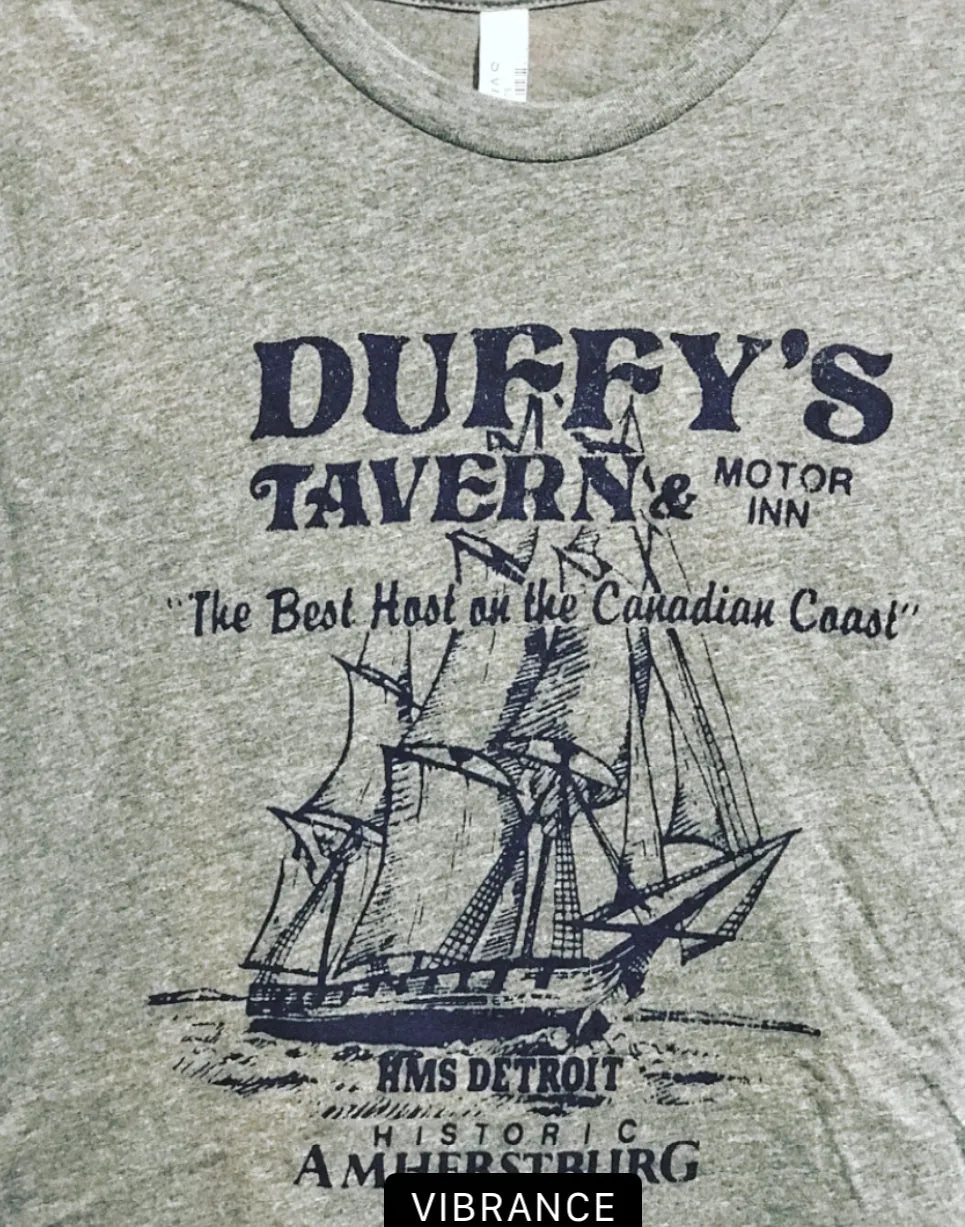 DUFFY'S
TAVERN & MOTOR INN
"The Best Host on the Canadian Coast"
HMS DETROIT
HISTORIC
AMHERSTBURG
VIBRANCE